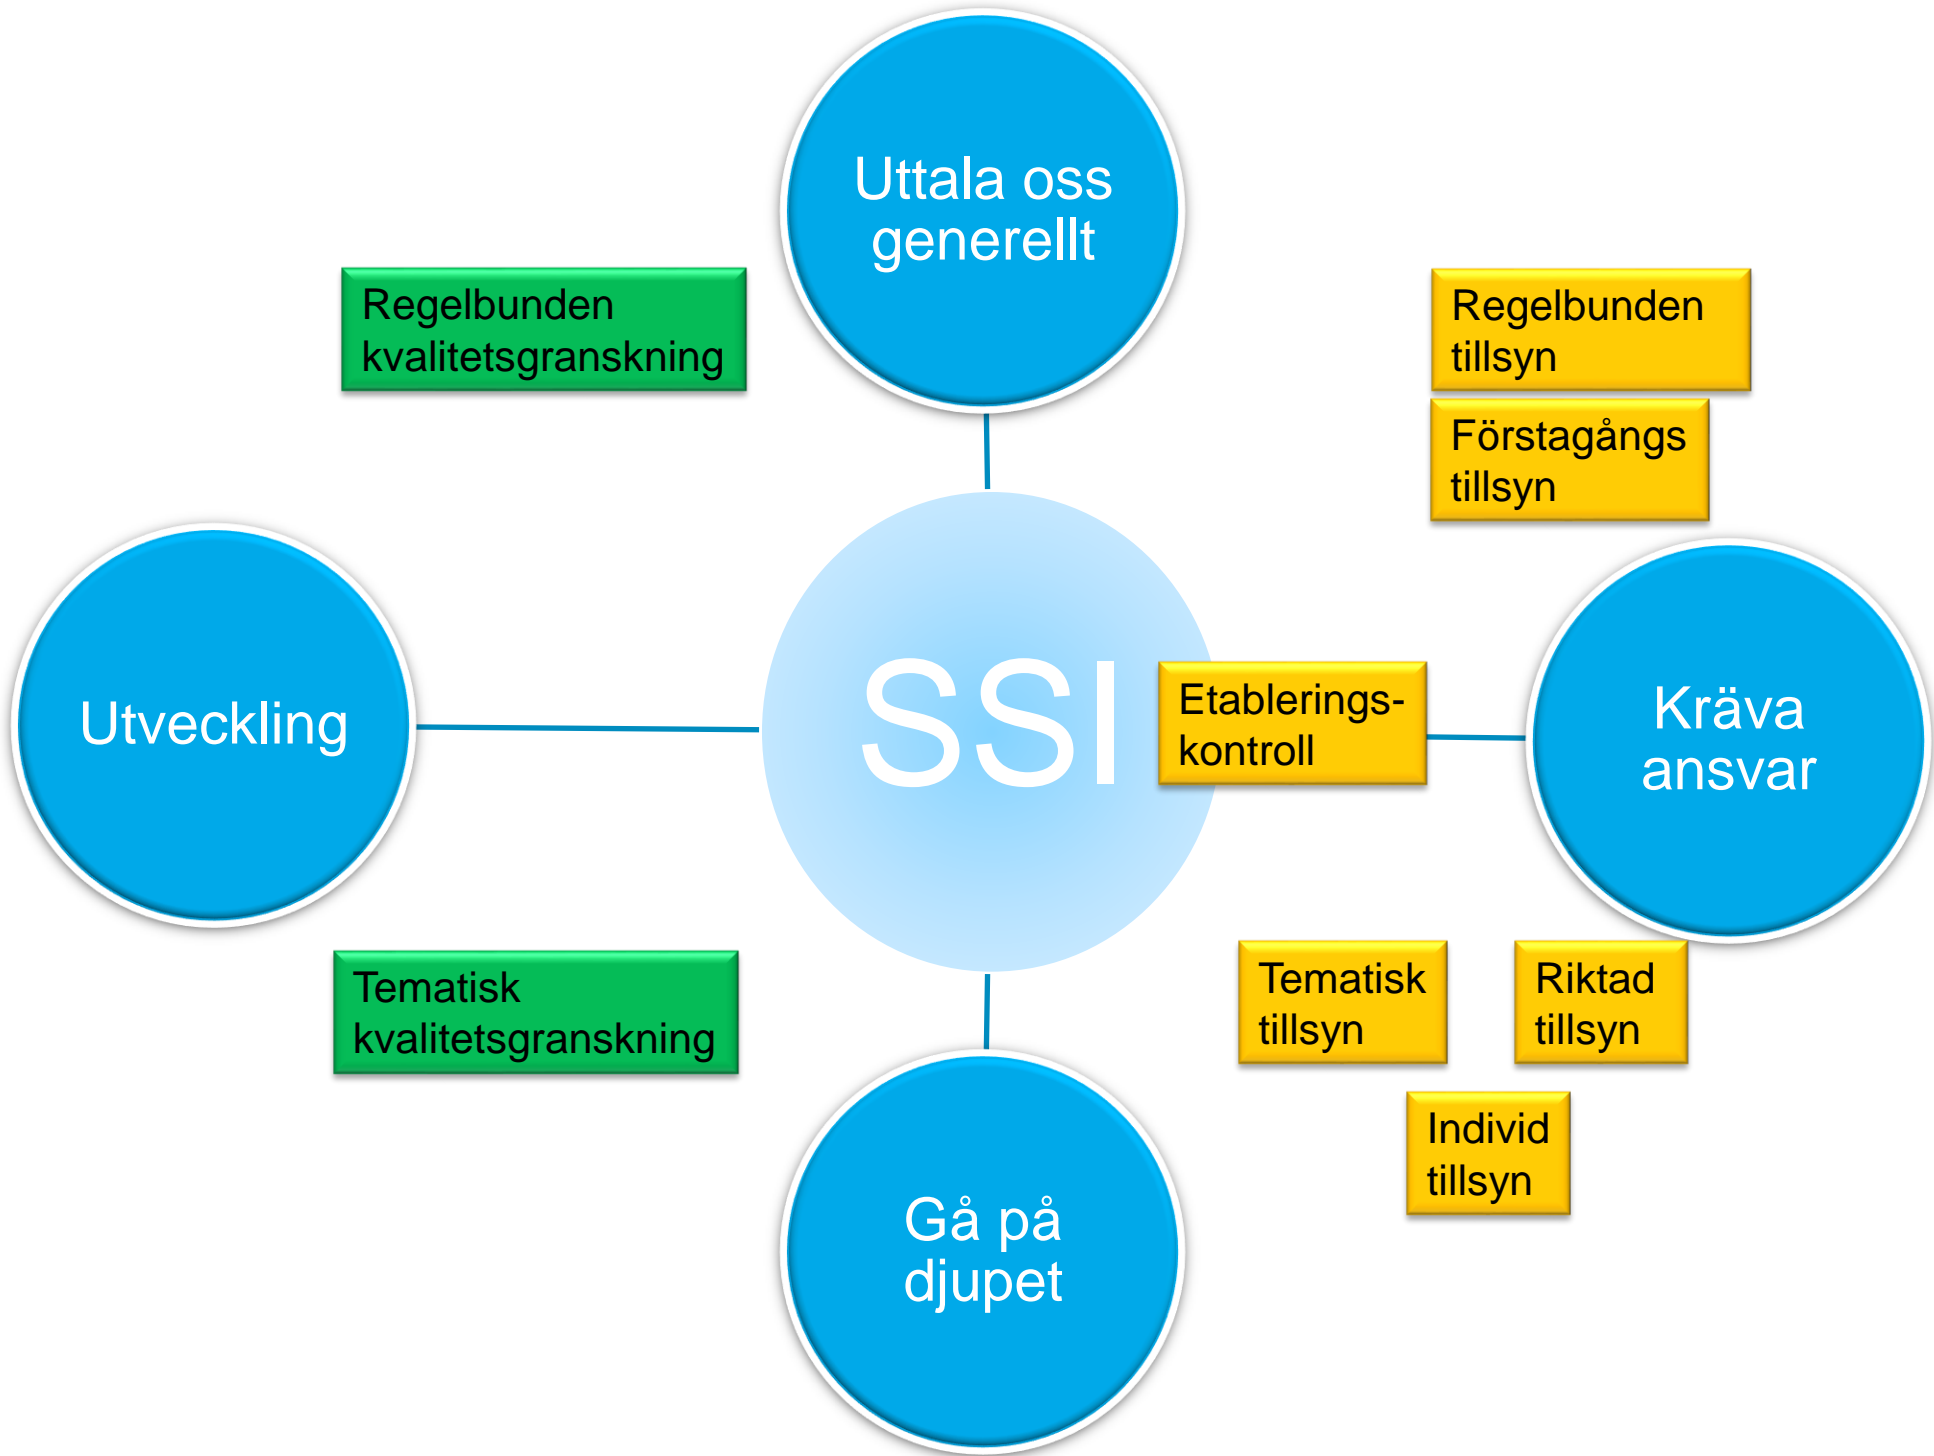 Uttala oss
generellt
Regelbunden
kvalitetsgranskning
Regelbunden
tillsyn
Förstagångs
tillsyn
Utveckling
SSI
Etablerings-
kontroll
Kräva
ansvar
Tematisk
kvalitetsgranskning
Tematisk
tillsyn
Riktad
tillsyn
Individ
tillsyn
Gå på
djupet